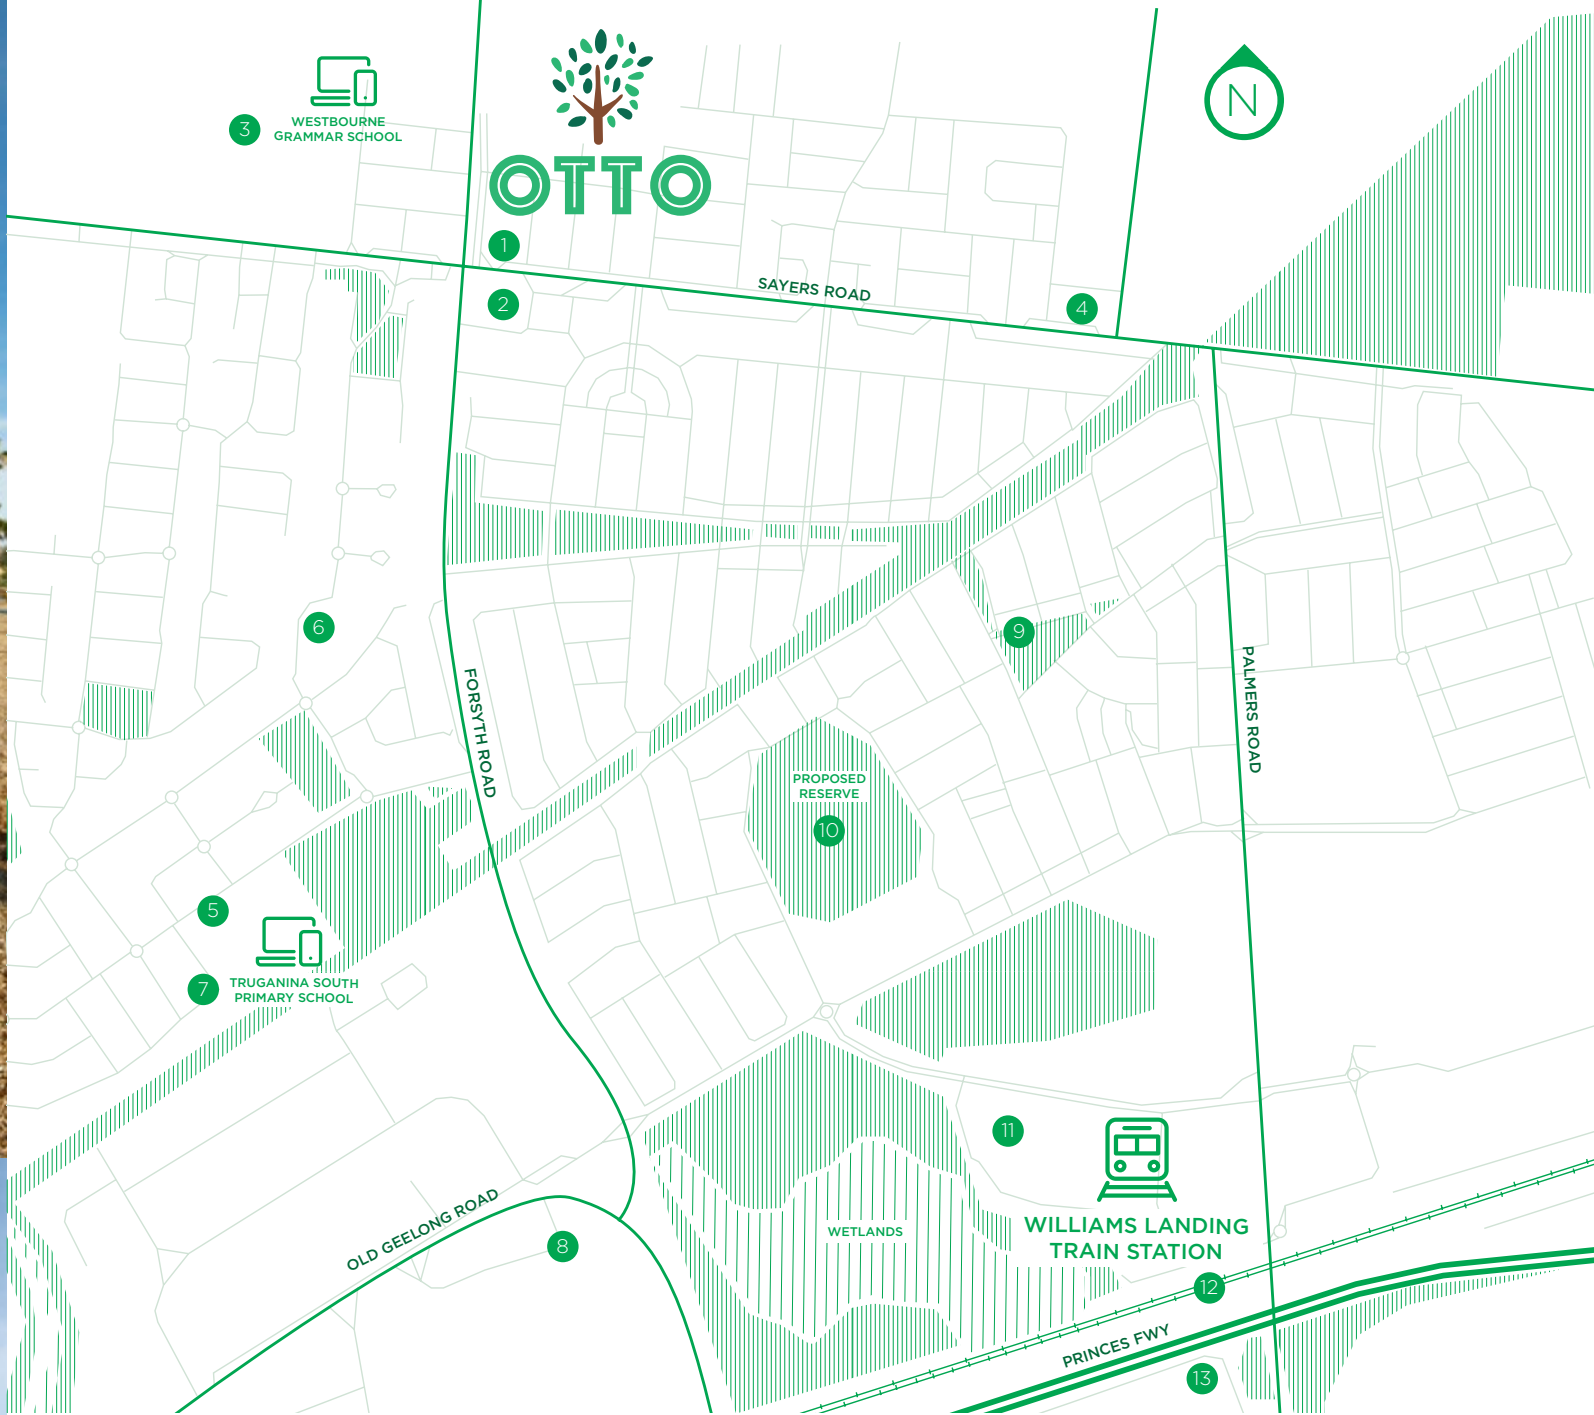 3
WESTBOURNE
GRAMMAR SCHOOL
OTTO
N
1
2
SAYERS ROAD
4
6
9
FORSYTH ROAD
PALMERS ROAD
PROPOSED
RESERVE
10
5
7
TRUGANINA SOUTH
PRIMARY SCHOOL
11
OLD GEELONG ROAD
8
WETLANDS
WILLIAMS LANDING
TRAIN STATION
12
PRINCES FWY
13